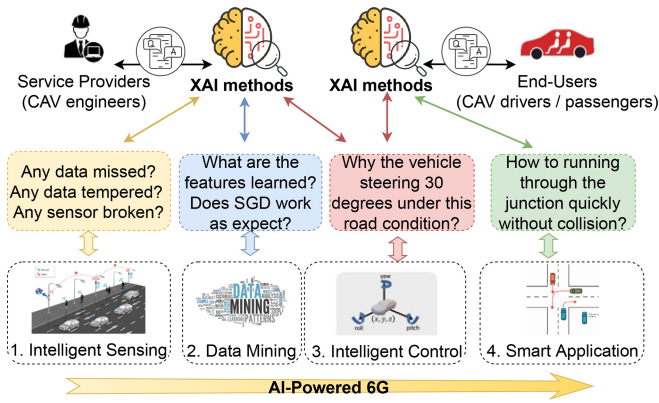 Service Providers
(CAV engineers)
XAI methods
XAI methods
End-Users
(CAV drivers / passengers)
Any data missed?
Any data tempered?
Any sensor broken?
What are the
features learned?
Does SGD work
as expect?
Why the vehicle
steering 30
degrees under this
road condition?
How to running
through the
junction quickly
without collision?
DATA
MINING
PATTERNS
yaw
roll
(x, y, z)
pitch
1. Intelligent Sensing
2. Data Mining
3. Intelligent Control
4. Smart Application
AI-Powered 6G